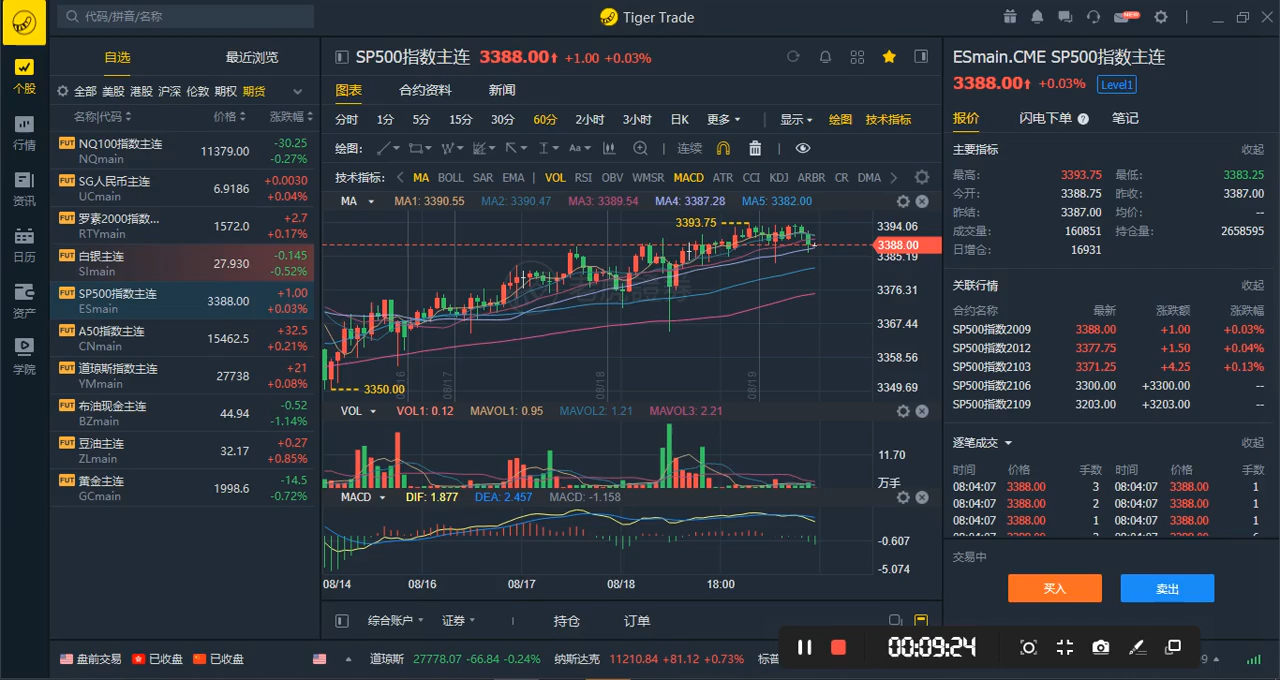 代码/拼音/名称
Tiger Trade
NEW
个股
行情
资讯
日历
资产
学院
自选 最近浏览
全部 美股 港股 沪深 伦敦 期权 期货
名称|代码 价格 涨跌幅
FUT NQ100指数主连 11379.00 -30.25
NQmain -0.27%
FUT SG人民币主连 6.9186 +0.0030
UCmain +0.04%
FUT 罗素2000指数... 1572.0 +2.7
RTYmain +0.17%
FUT 白银主连 27.930 -0.145
SImain -0.52%
FUT SP500指数主连 3388.00 +1.00
ESmain +0.03%
FUT A50指数主连 15462.5 +32.5
CNmain +0.21%
FUT 道琼斯指数主连 27738 +21
YMmain +0.08%
FUT 布油现金主连 44.94 -0.52
BZmain -1.14%
FUT 豆油主连 32.17 +0.27
ZLmain +0.85%
FUT 黄金主连 1998.6 -14.5
GCmain -0.72%
SP500指数主连 3388.00↑ +1.00 +0.03%
图表 合约资料 新闻
分时 1分 5分 15分 30分 60分 2小时 3小时 日K 更多 显示 绘图 技术指标
绘图: Aa 连续
技术指标: MA BOLL SAR EMA VOL RSI OBV WMSR MACD ATR CCI KDJ ARBR CR DMA
MA MA1: 3390.55 MA2: 3390.47 MA3: 3389.54 MA4: 3387.28 MA5: 3382.00
3393.75
3394.06
3388.00
3385.19
3376.31
3367.44
3358.56
3349.69
3350.00
08/17
08/18
08/19
VOL VOL1: 0.12 MAVOL1: 0.95 MAVOL2: 1.21 MAVOL3: 2.21
11.70
万手
MACD DIF: 1.877 DEA: 2.457 MACD: -1.158
-0.607
-5.074
08/14 08/16 08/17 08/18 18:00
综合账户 证券 持仓 订单
ESmain.CME SP500指数主连
3388.00↑ +0.03% Level1
报价 闪电下单 ? 笔记
主要指标 收起
最高: 3393.75 最低: 3383.25
今开: 3388.75 昨收: 3387.00
昨结: 3387.00 均价: --
成交量: 160851 持仓量: 2658595
日增仓: 16931
关联行情 收起
合约名称 最新 涨跌额 涨跌幅
SP500指数2009 3388.00 +1.00 +0.03%
SP500指数2012 3377.75 +1.50 +0.04%
SP500指数2103 3371.25 +4.25 +0.13%
SP500指数2106 3300.00 +3300.00 --
SP500指数2109 3203.00 +3203.00 --
逐笔成交 收起
时间 价格 手数 时间 价格 手数
08:04:07 3388.00 3 08:04:07 3388.00 1
08:04:07 3388.00 2 08:04:07 3388.00 1
08:04:07 3388.00 1 08:04:07 3388.00 1
交易中
买入 卖出
盘前交易 已收盘 已收盘 道琼斯 27778.07 -66.84 -0.24% 纳斯达克 11210.84 +81.12 +0.73% 标普
00:09:24